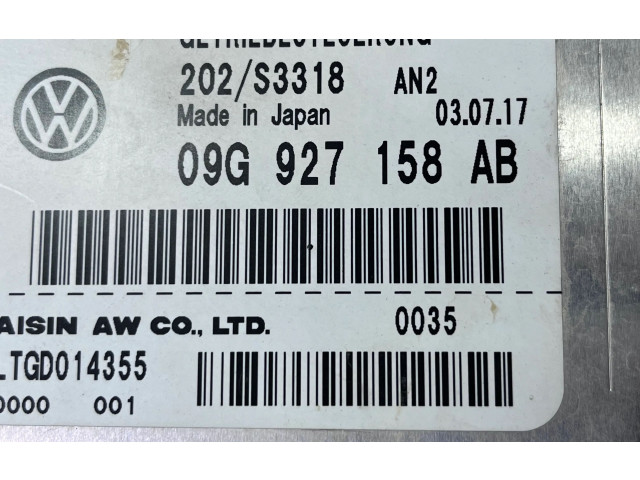 GETRIEBESTEUERUNG
202/S3318 AN2
Made in Japan 03.07.17
09G 927 158 AB
AISIN AW CO., LTD. 0035
LTGD014355
0000 001